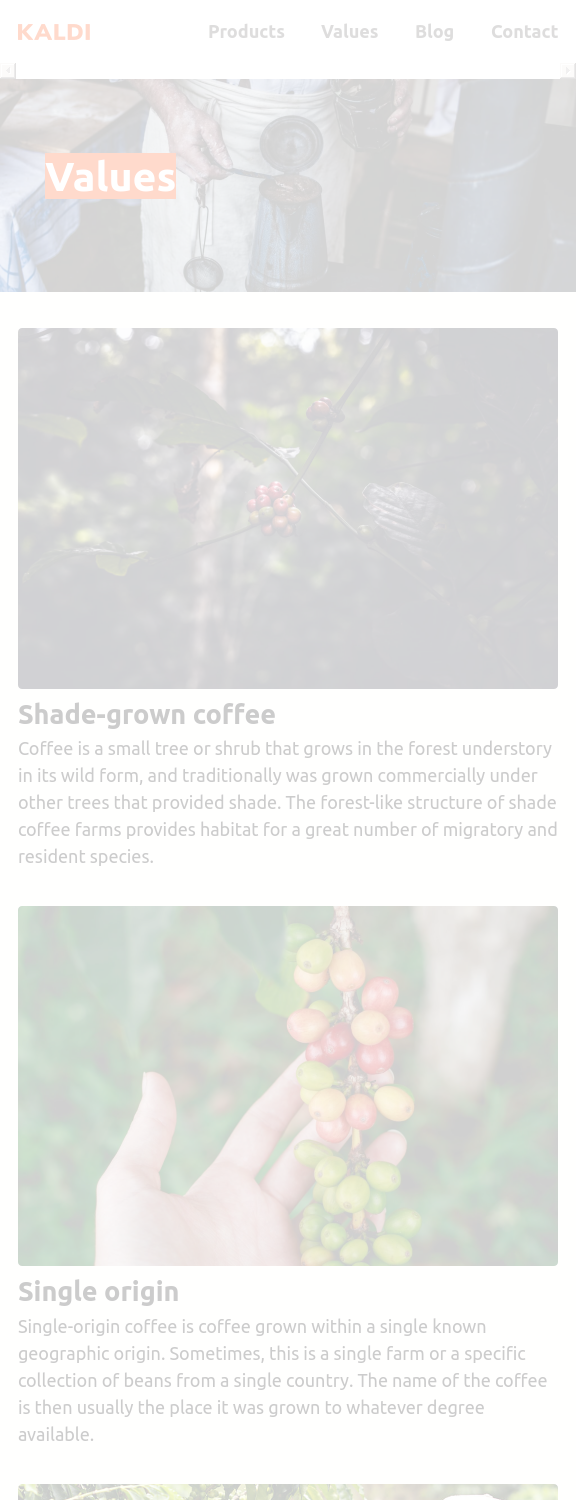 KALDI
Products Values Blog Contact
Values
Shade-grown coffee
Coffee is a small tree or shrub that grows in the forest understory
in its wild form, and traditionally was grown commercially under
other trees that provided shade. The forest-like structure of shade
coffee farms provides habitat for a great number of migratory and
resident species.
Single origin
Single-origin coffee is coffee grown within a single known
geographic origin. Sometimes, this is a single farm or a specific
collection of beans from a single country. The name of the coffee
is then usually the place it was grown to whatever degree
available.